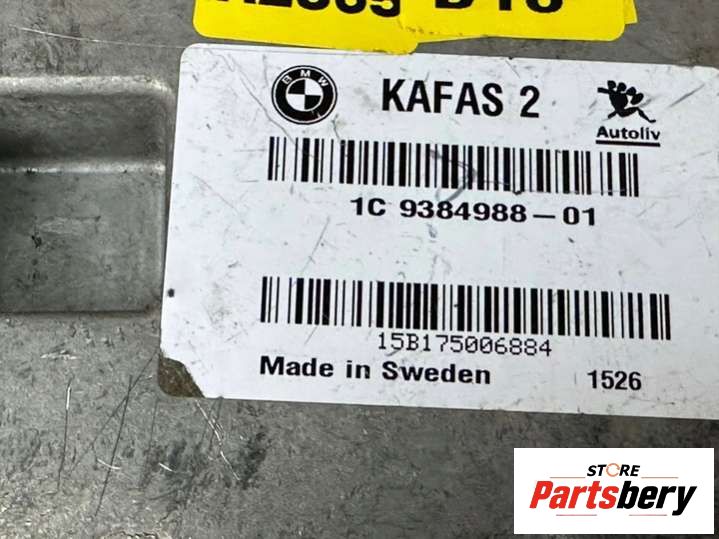 BMW
KAFAS 2
Autoliv
1C 9384988-01
15B175006884
Made in Sweden 1526
STORE
Partsbery